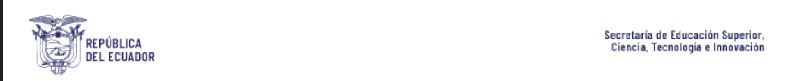 REPÚBLICA
DEL ECUADOR
Secretaría de Educación Superior,
Ciencia, Tecnología e Innovación